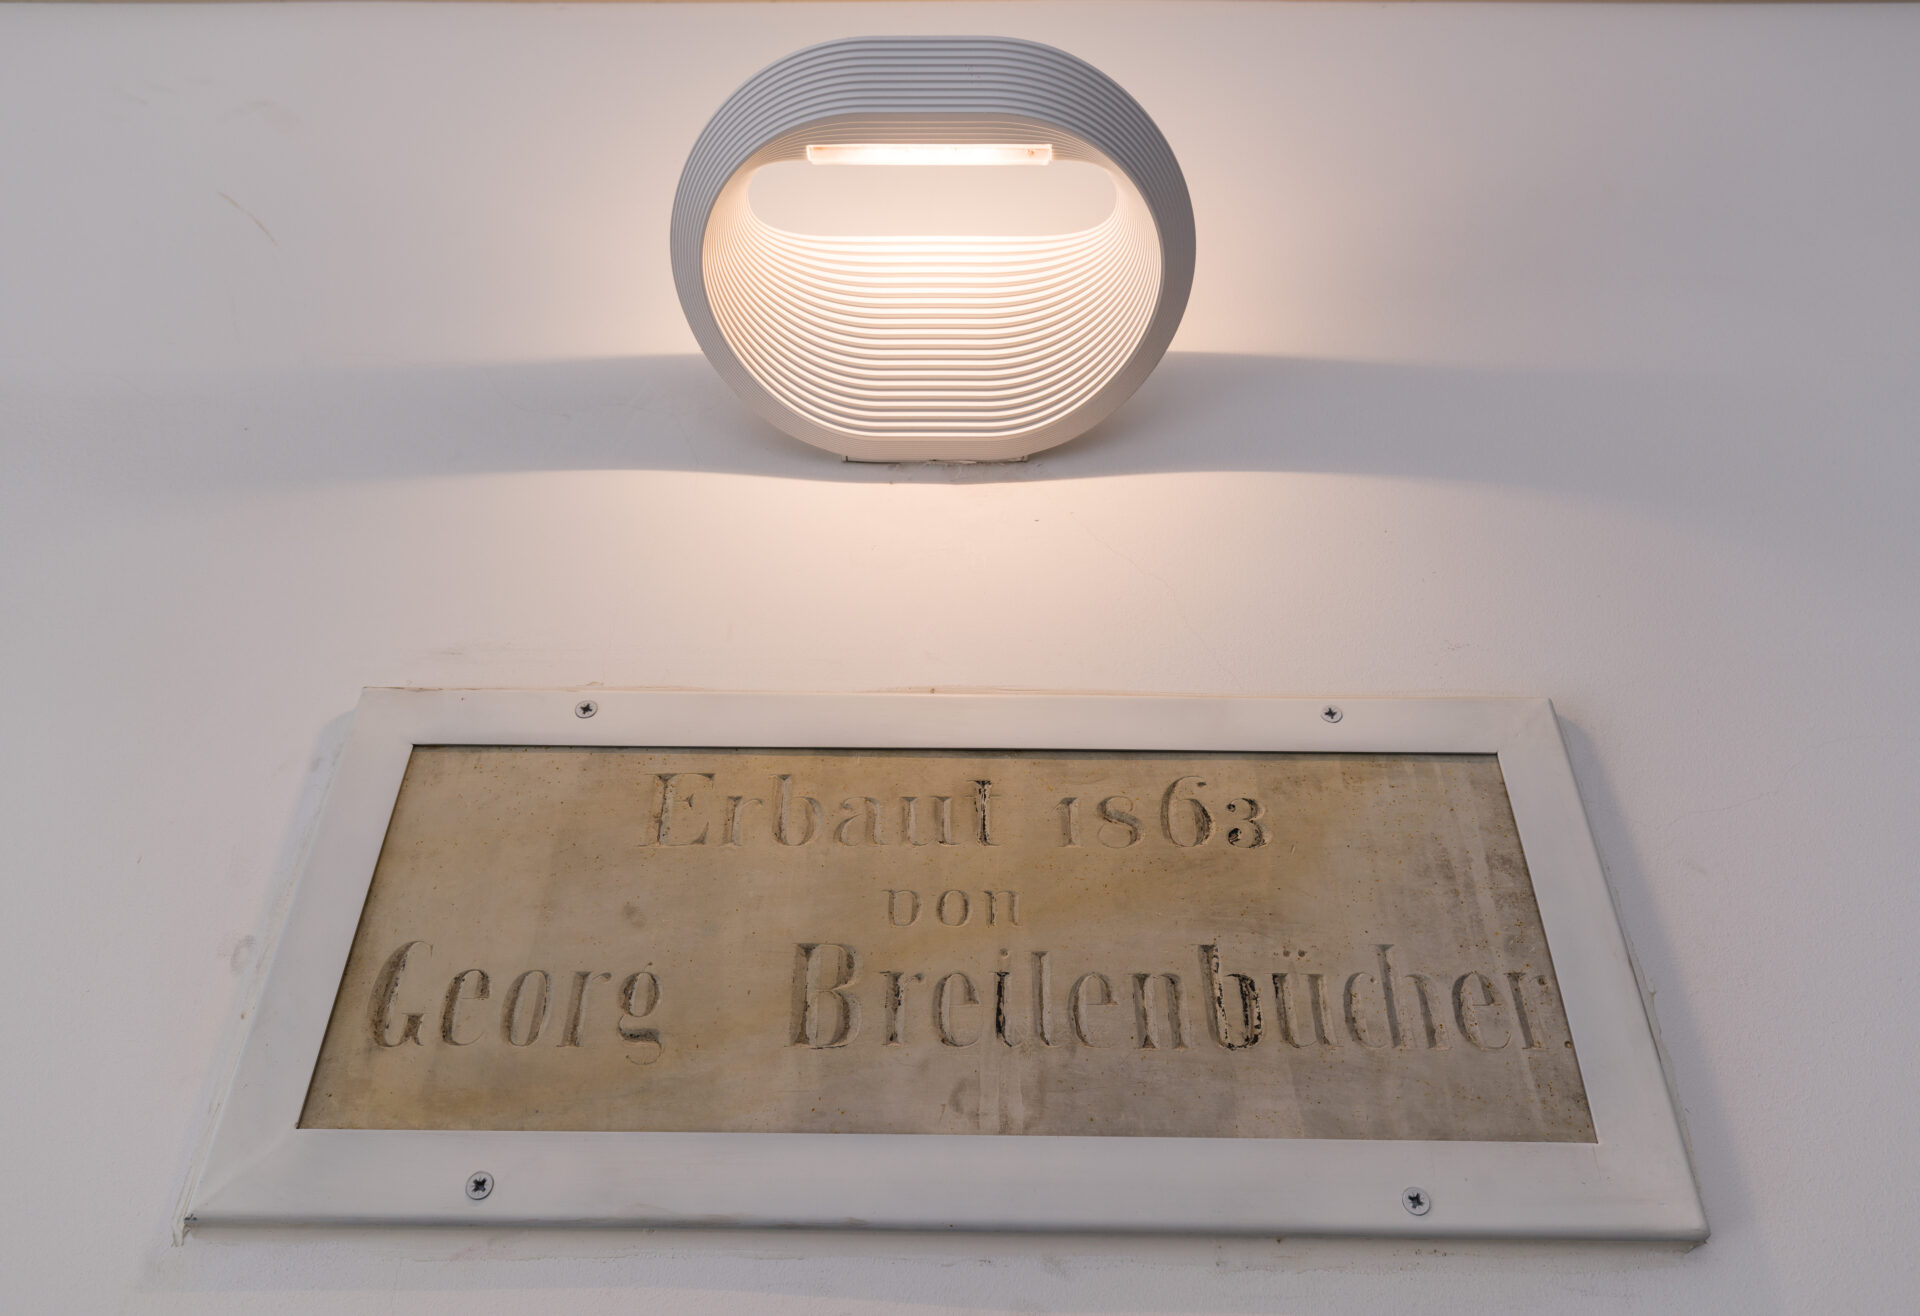 Erbaut 1863
von
Georg Breitenbücher.